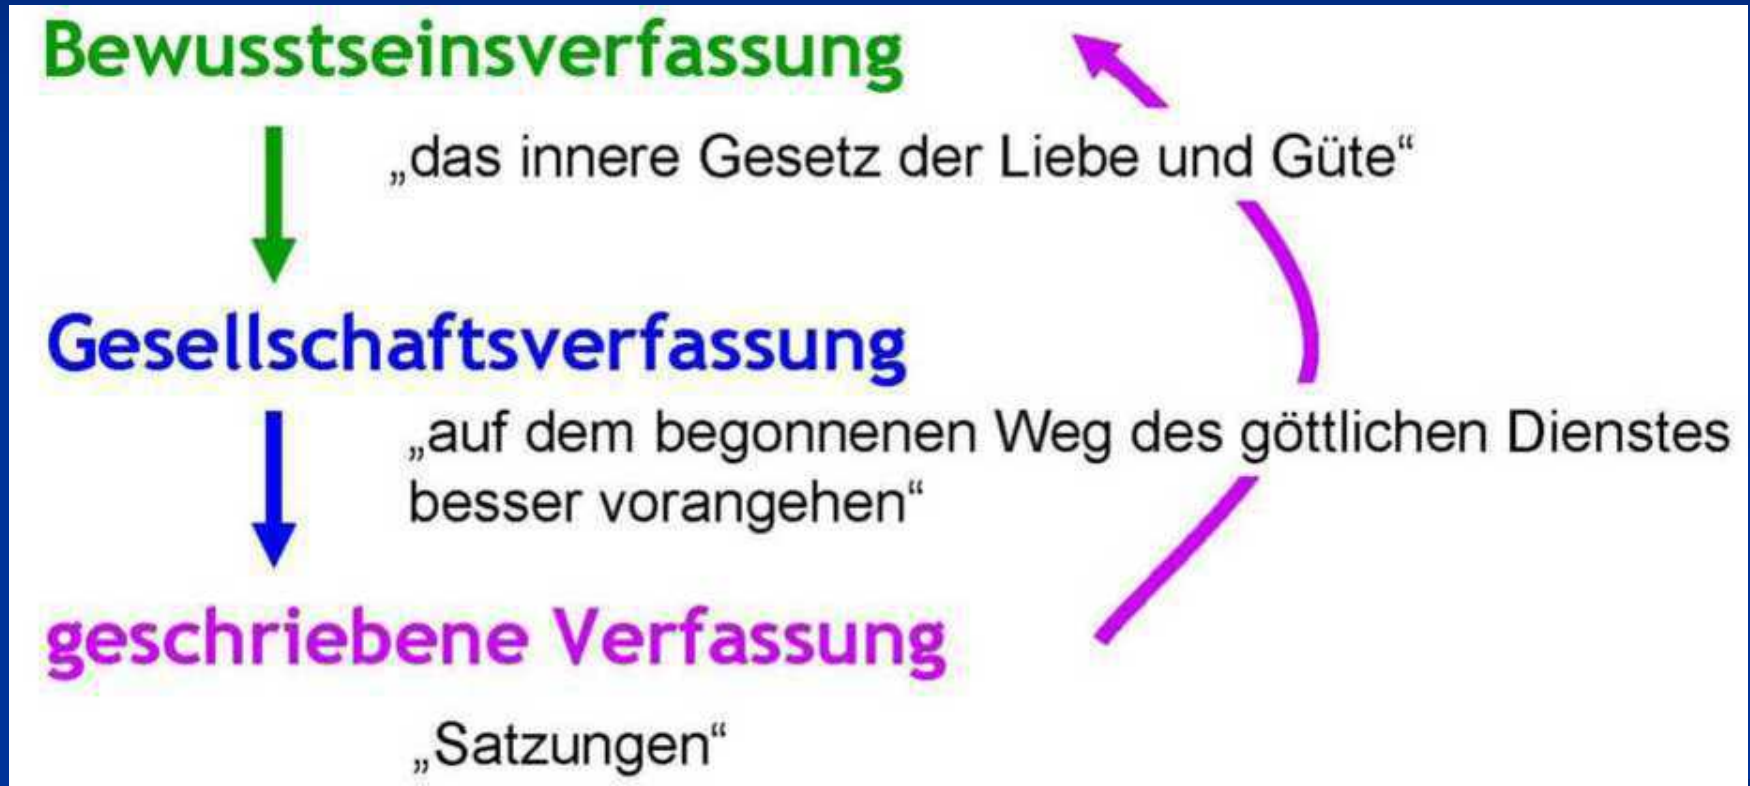 Bewusstseinsverfassung
„das innere Gesetz der Liebe und Güte“
Gesellschaftsverfassung
„auf dem begonnenen Weg des göttlichen Dienstes
besser vorangehen“
geschriebene Verfassung
„Satzungen“